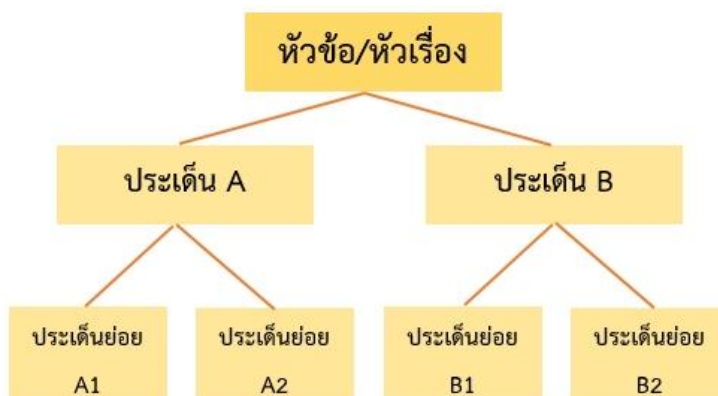 หัวข้อ/หัวเรื่อง
ประเด็น A
ประเด็น B
ประเด็นย่อย
A1
ประเด็นย่อย
A2
ประเด็นย่อย
B1
ประเด็นย่อย
B2